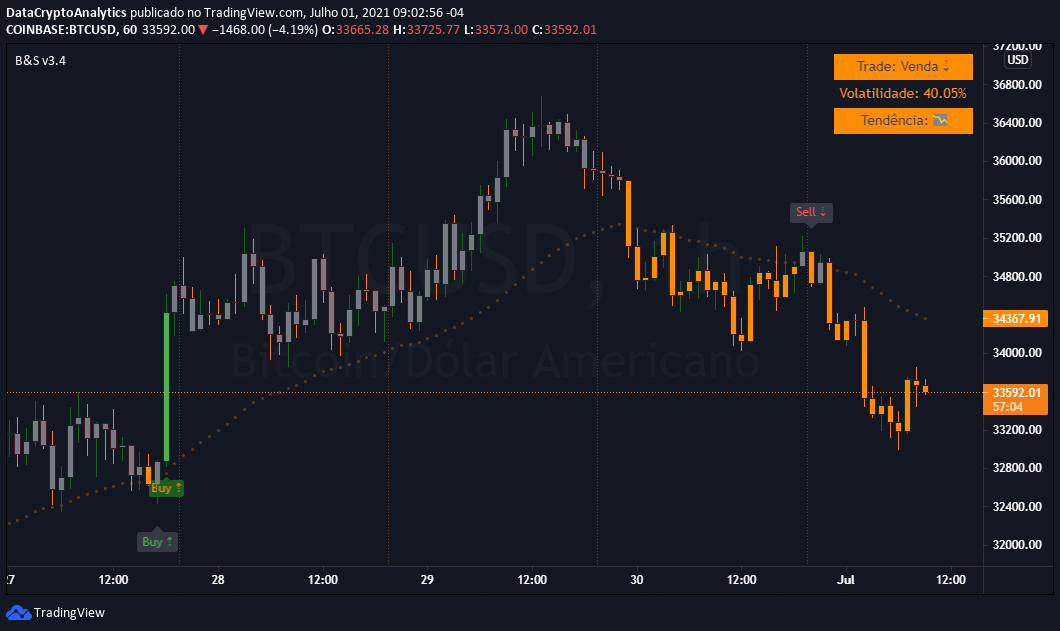 DataCryptoAnalytics publicado no TradingView.com, Julho 01, 2021 09:02:56 -04
COINBASE:BTCUSD, 60 33592.00 ▼ −1468.00 (−4.19%) O:33665.28 H:33725.77 L:33573.00 C:33592.01
B&S v3.4
Trade: Venda ↓
Volatilidade: 40.05%
Tendência:
37200.00
USD
36800.00
36400.00
36000.00
35600.00
35200.00
34800.00
34367.91
34000.00
33592.01
57:04
33200.00
32800.00
32400.00
32000.00
Sell ↓
BTCUSD, 1h
Bitcoin/Dólar Americano
Buy ↑
Buy ↑
27 12:00 28 12:00 29 12:00 30 12:00 Jul 12:00
TradingView